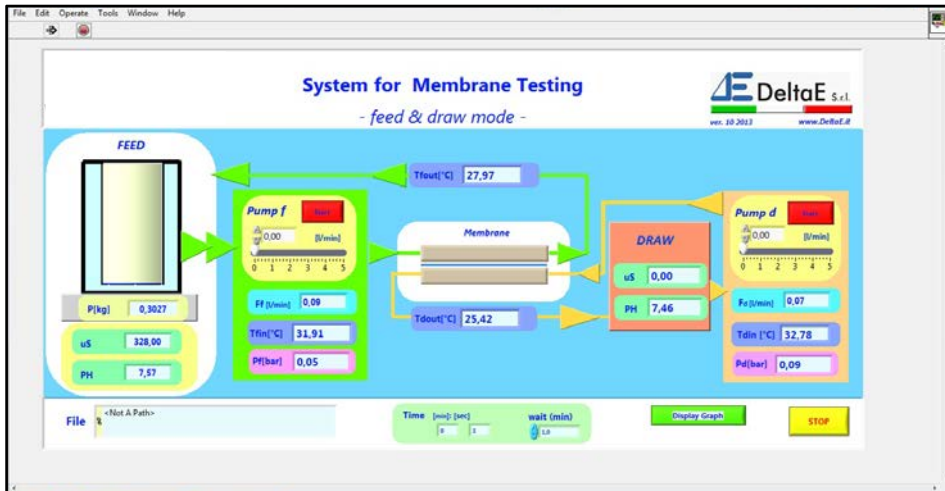 File Edit Operate Tools Window Help
System for Membrane Testing
- feed & draw mode -
DeltaE S.r.l.
ver. 10 2013 www.DeltaE.it
FEED
P[kg] 0,3027
uS 328,00
PH 7,57
Pump f
0,00 [l/min]
0 1 2 3 4 5
Ff [l/min] 0,09
Tfin[°C] 31,91
Pf[bar] 0,05
Tfout[°C] 27,97
Membrane
Tdout[°C] 25,42
DRAW
uS 0,00
PH 7,46
Pump d
0,00 [l/min]
0 1 2 3 4 5
Fd [l/min] 0,07
Tdin [°C] 32,78
Pd[bar] 0,09
File <Not A Path>
Time [min]: [sec] wait (min)
1,0
Display Graph
STOP